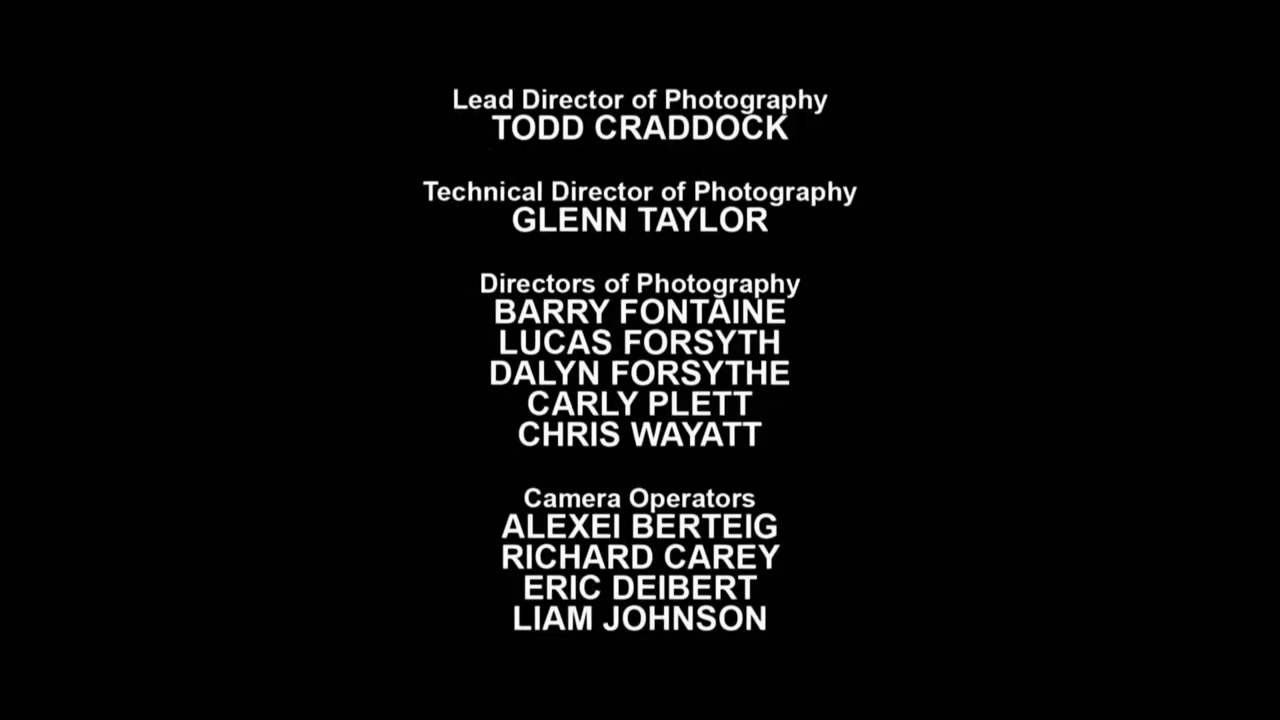 Lead Director of Photography
TODD CRADDOCK
Technical Director of Photography
GLENN TAYLOR
Directors of Photography
BARRY FONTAINE
LUCAS FORSYTH
DALYN FORSYTHE
CARLY PLETT
CHRIS WAYATT
Camera Operators
ALEXEI BERTEIG
RICHARD CAREY
ERIC DEIBERT
LIAM JOHNSON